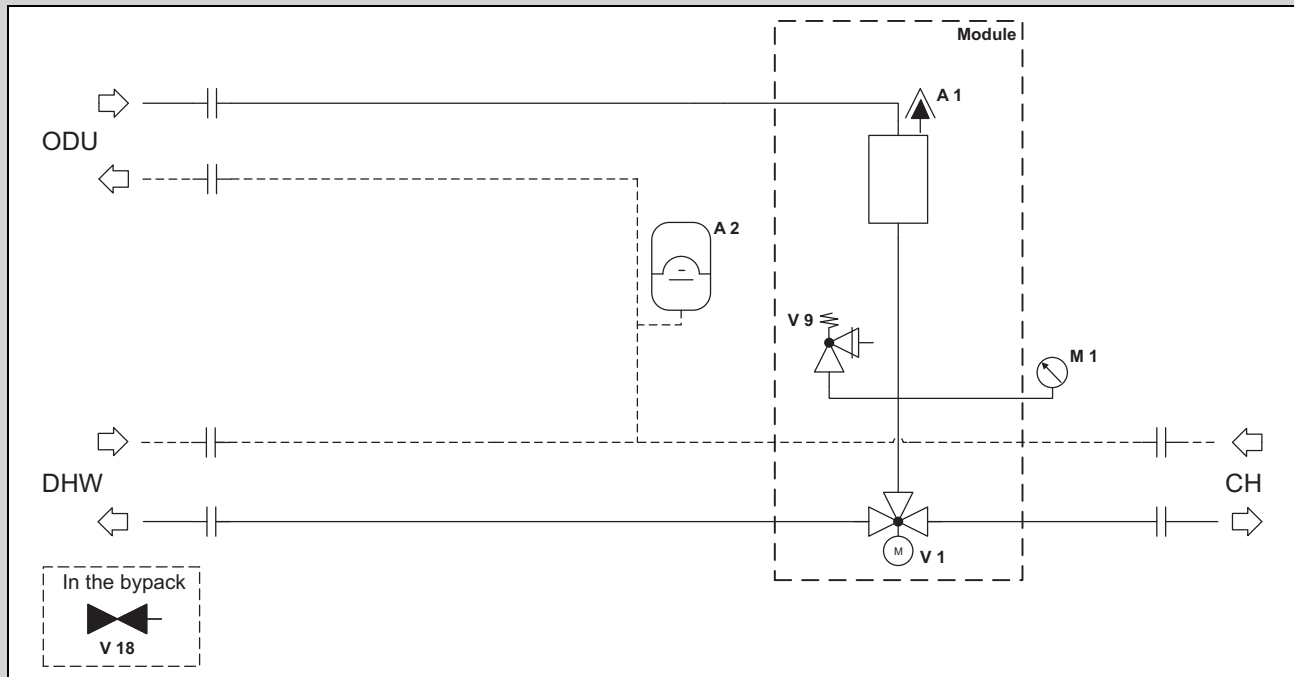 Module
A 1
ODU
A 2
V 9
M 1
DHW
CH
M
V 1
In the bypack
V 18